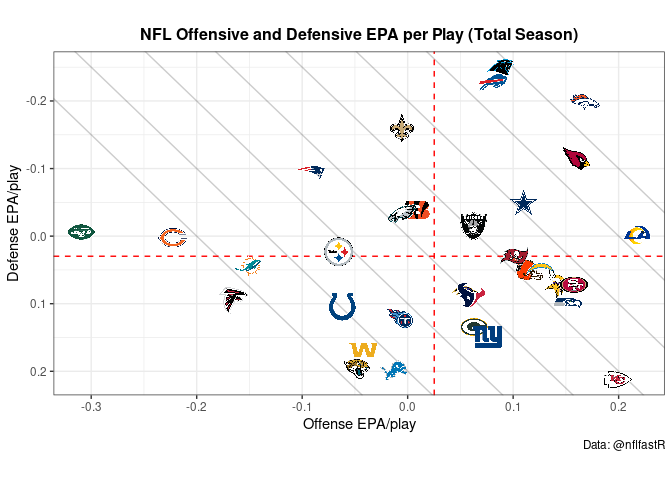 NFL Offensive and Defensive EPA per Play (Total Season)
-0.2
-0.1
0.0
0.1
0.2
Defense EPA/play
-0.3
-0.2
-0.1
0.0
0.1
0.2
Offense EPA/play
Data: @nflfastR